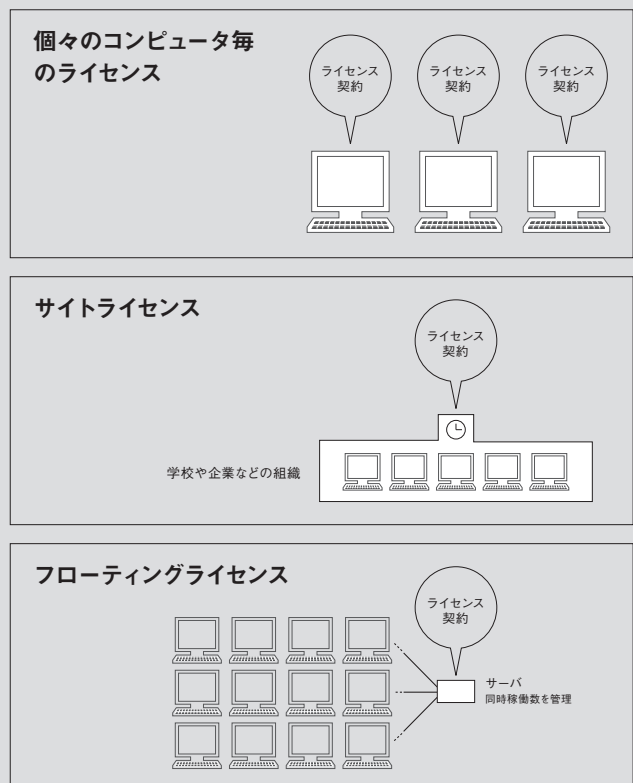 個々のコンピュータ毎
のライセンス
ライセンス
契約
ライセンス
契約
ライセンス
契約
サイトライセンス
ライセンス
契約
学校や企業などの組織
フローティングライセンス
ライセンス
契約
サーバ
同時稼働数を管理